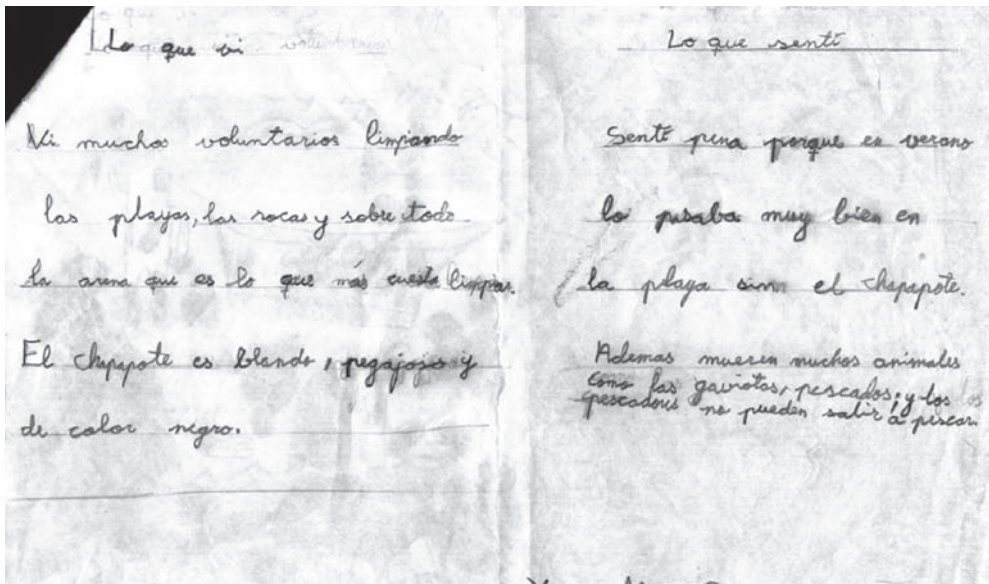 Lo que vi
Vi muchos voluntarios limpiando
las playas, las rocas y sobre todo
la arena que es lo que más cuesta limpiar.
El chapapote es blando, pegajojo y
de color negro.
Lo que sentí
Sentí pena porque en verano
lo pasaba muy bien en
la playa sin el chapapote.
Ademas mueren muchos animales
como las gaviotas, pescados; y los
pescadores no pueden salir a pescar.